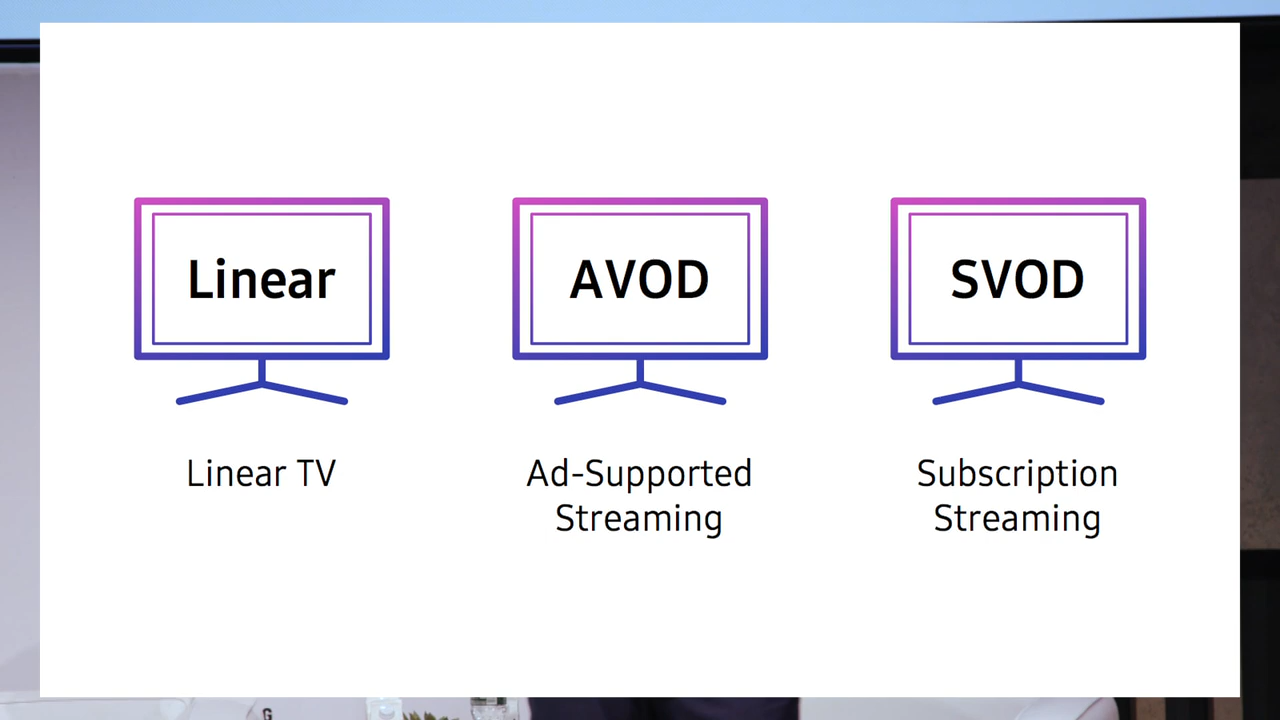 Linear
AVOD
SVOD
Linear TV
Ad-Supported
Streaming
Subscription
Streaming
G